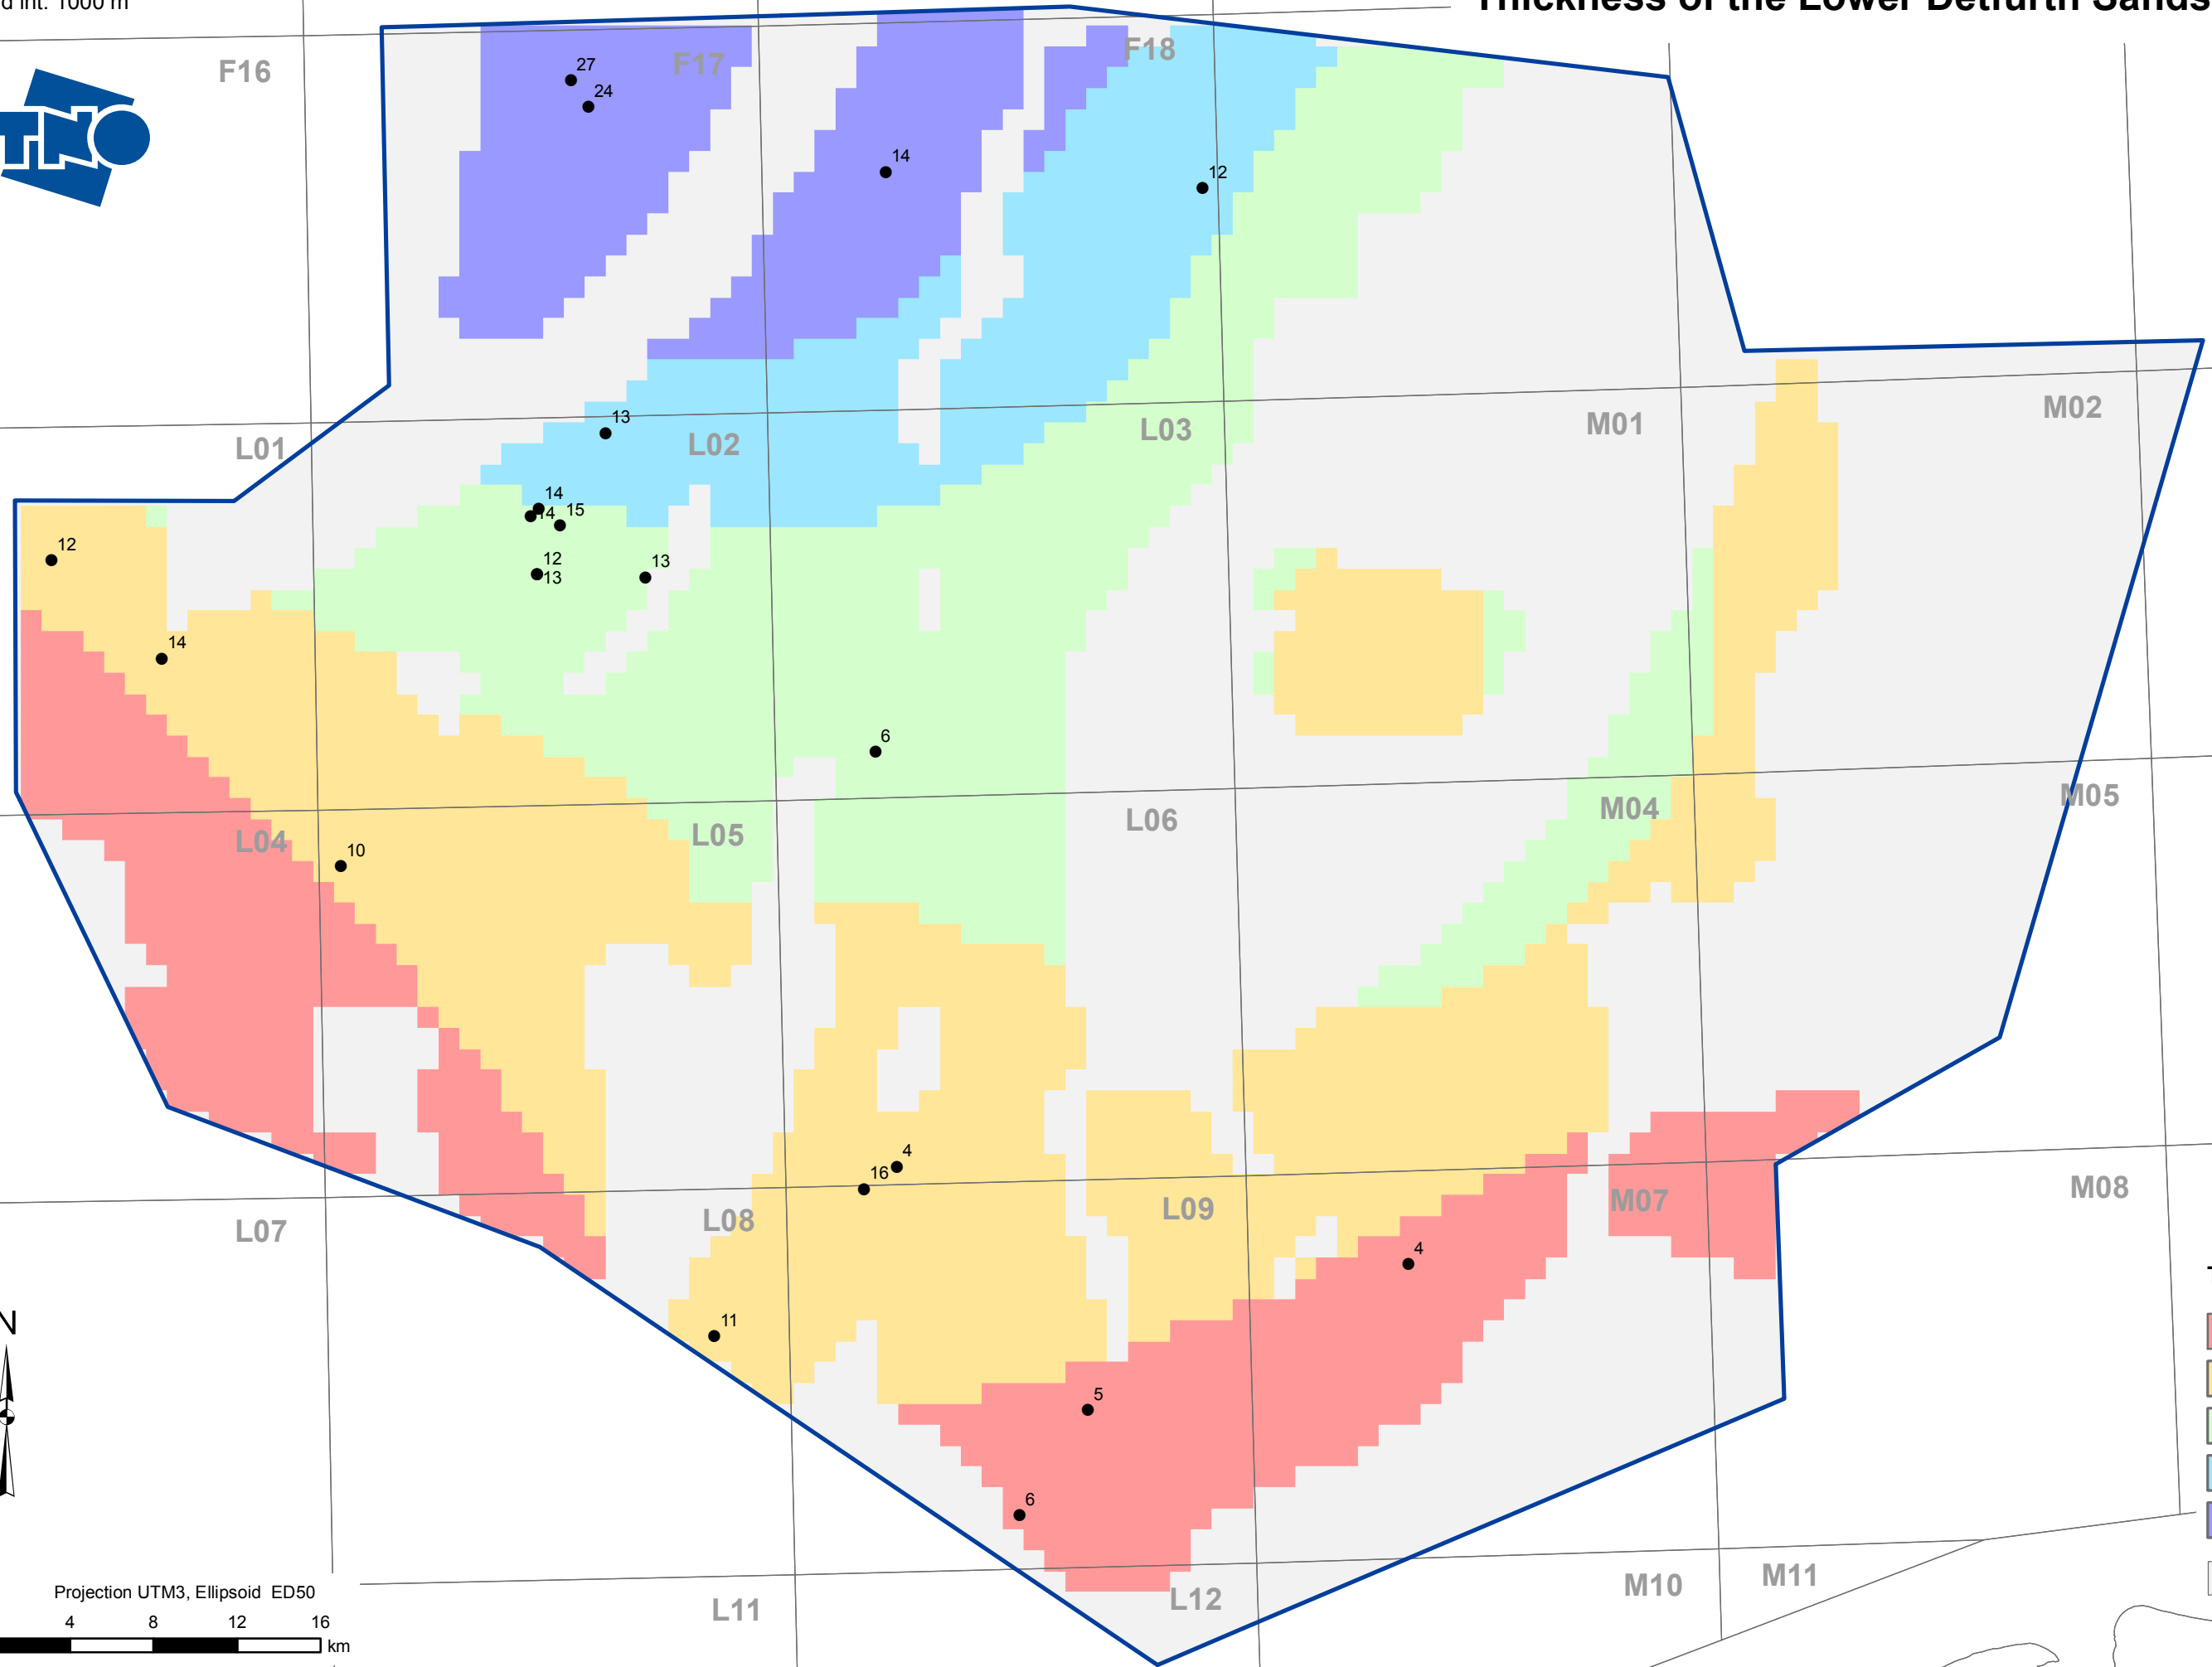 d int. 1000 m
Thickness of the Lower Detfurth Sands
F16
F17
F18
TNO
27
24
14
12
L01
L02
L03
M01
M02
13
14
14
15
12
13
13
12
14
6
L04
L05
L06
M04
M05
10
L07
L08
L09
M07
M08
4
16
4
11
5
6
N
Projection UTM3, Ellipsoid ED50
4 8 12 16
km
L11
L12
M10
M11